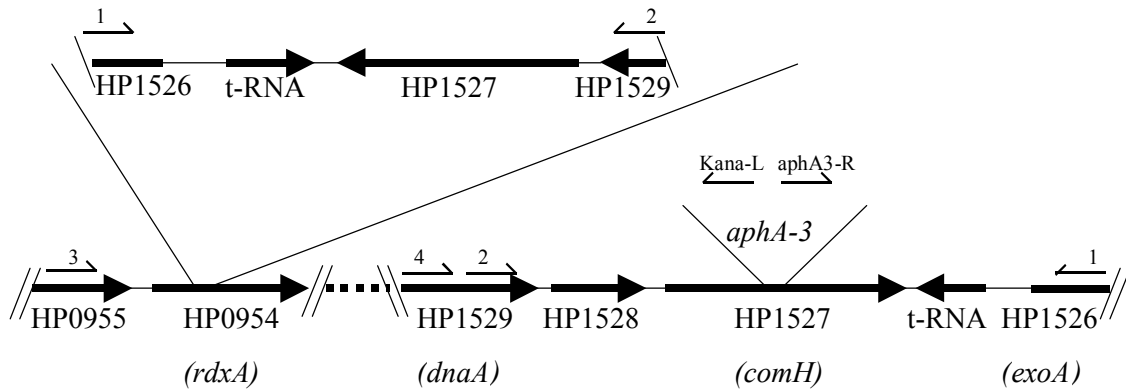 1 2
HP1526 t-RNA HP1527 HP1529
Kana-L aphA3-R
aphA-3
3 4 2 1
HP0955 HP0954 HP1529 HP1528 HP1527 t-RNA HP1526
(rdxA) (dnaA) (comH) (exoA)